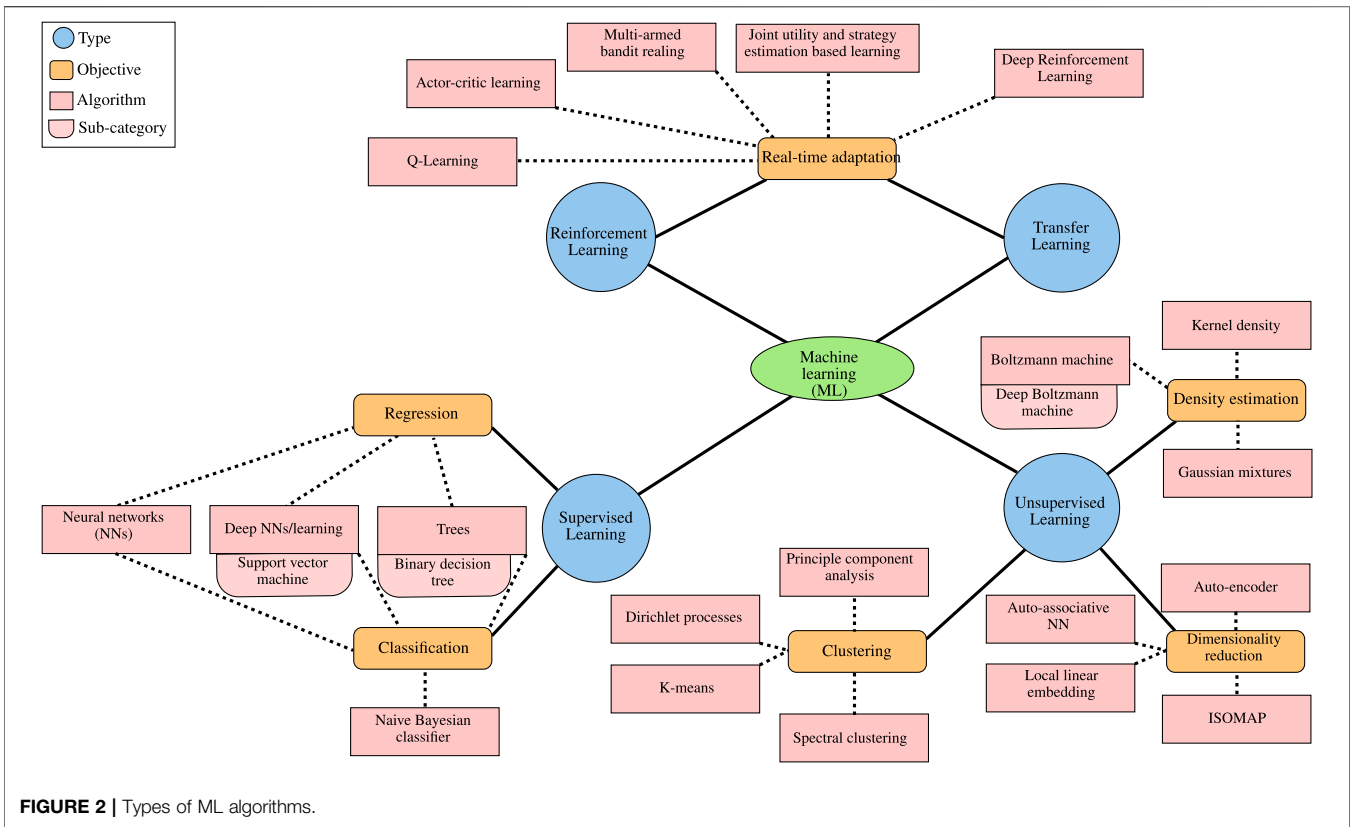 Type
Objective
Algorithm
Sub-category
Multi-armed
bandit realing
Joint utility and strategy
estimation based learning
Deep Reinforcement
Learning
Actor-critic learning
Q-Learning
Real-time adaptation
Reinforcement
Learning
Transfer
Learning
Machine
learning
(ML)
Kernel density
Boltzmann machine
Deep Boltzmann
machine
Density estimation
Gaussian mixtures
Regression
Neural networks
(NNs)
Deep NNs/learning
Support vector
machine
Trees
Binary decision
tree
Supervised
Learning
Unsupervised
Learning
Classification
Naive Bayesian
classifier
Principle component
analysis
Dirichlet processes
K-means
Clustering
Spectral clustering
Auto-encoder
Auto-associative
NN
Local linear
embedding
Dimensionality
reduction
ISOMAP
FIGURE 2 | Types of ML algorithms.